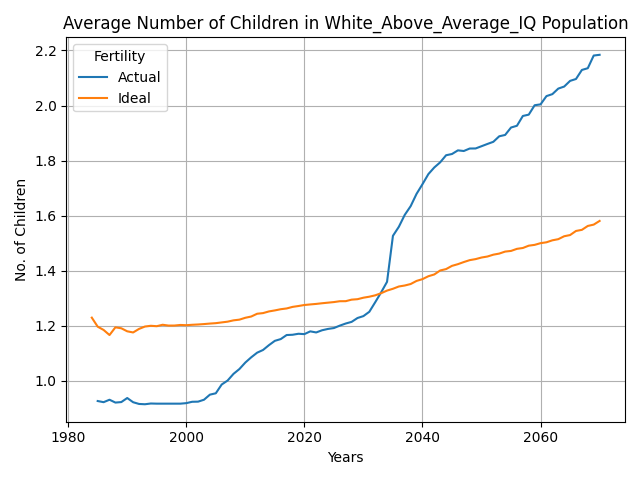 Average Number of Children in White_Above_Average_IQ Population
Fertility
Actual
Ideal
No. of Children
2.2
2.0
1.8
1.6
1.4
1.2
1.0
1980
2000
2020
2040
2060
Years